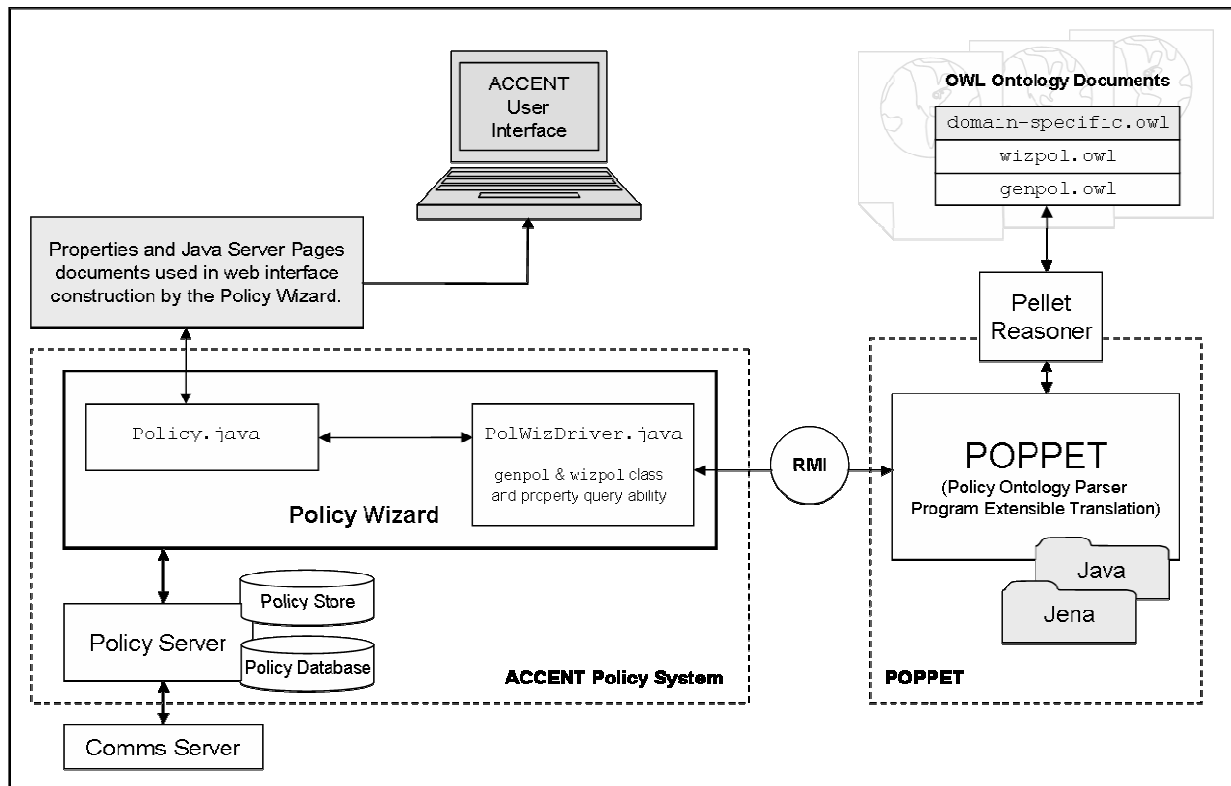 ACCENT
User
Interface
OWL Ontology Documents
domain-specific.owl
wizpol.owl
genpol.owl
Properties and Java Server Pages
documents used in web interface
construction by the Policy Wizard.
Pellet
Reasoner
Policy.java
PolWizDriver.java
genpol & wizpol class
and property query ability
Policy Wizard
RMI
POPPET
(Policy Ontology Parser
Program Extensible Translation)
Java
Jena
Policy Store
Policy Server
Policy Database
ACCENT Policy System
POPPET
Comms Server